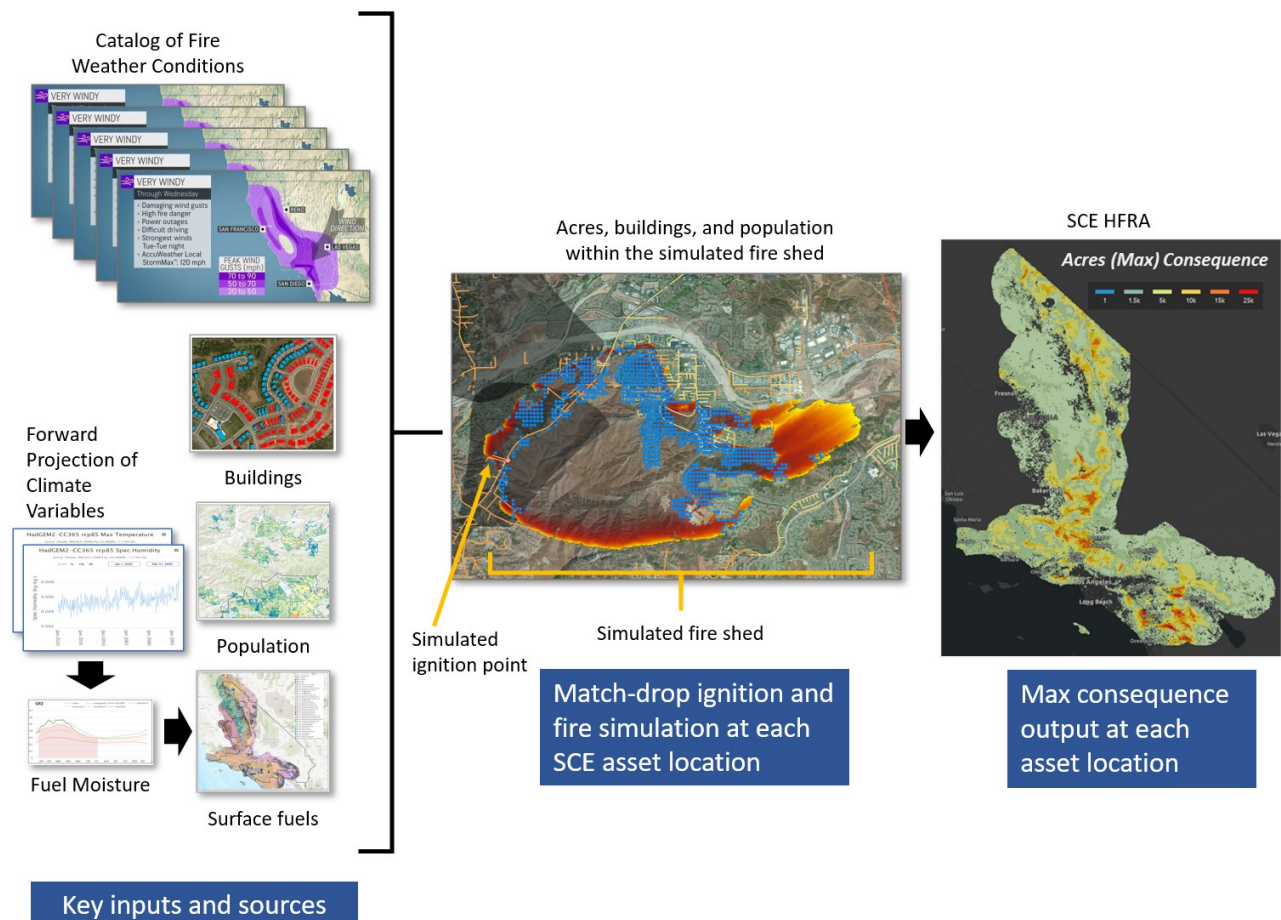 Catalog of Fire
Weather Conditions
VERY WINDY
VERY WINDY
VERY WINDY
VERY WINDY
VERY WINDY
Through Wednesday
- Damaging wind gusts
- High fire danger
- Power outages
- Difficult driving
- Strongest winds
Tue-Tue night
- AccuWeather Local
StormMax™: 120 mph
RENO
SAN FRANCISCO
WIND
DIRECTION
LAS VEGAS
SAN DIEGO
PEAK WIND
GUSTS (mph)
70 to 90
50 to 70
30 to 50
Buildings
Forward
Projection of
Climate
Variables
HadGEM2-CC365 rcp85 Max Temperature
HadGEM2-CC365 rcp85 Spec.Humidity
Population
Fuel Moisture
Surface fuels
Key inputs and sources
Acres, buildings, and population
within the simulated fire shed
Simulated
ignition point
Simulated fire shed
Match-drop ignition and
fire simulation at each
SCE asset location
SCE HFRA
Acres (Max) Consequence
1 1.5k 5k 10k 15k 25k
Fresno
Las Vegas
San Luis
Obispo
Santa Maria
Los Angeles
Long Beach
Max consequence
output at each
asset location